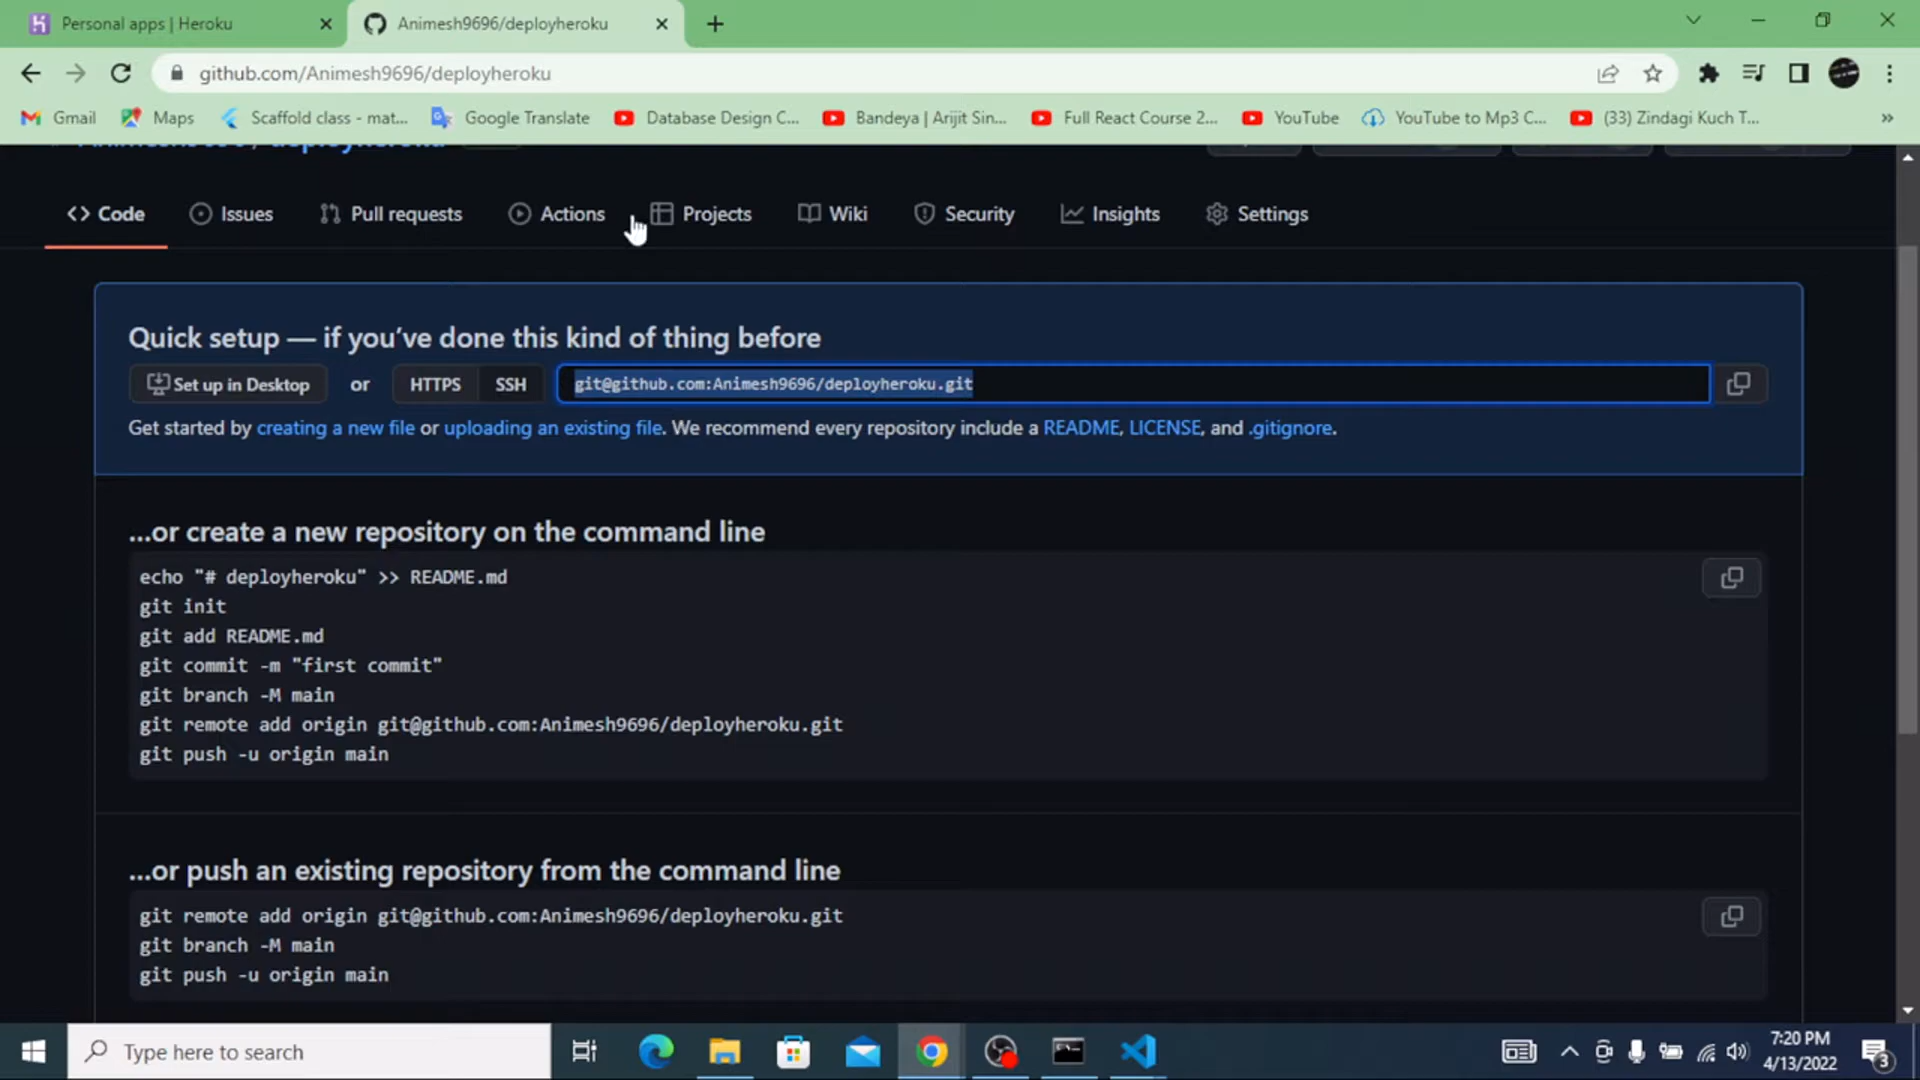 Personal apps | Heroku
Animesh9696/deployheroku
github.com/Animesh9696/deployheroku
Gmail
Maps
Scaffold class - mat...
Google Translate
Database Design C...
Bandeya | Arijit Sin...
Full React Course 2...
YouTube
YouTube to Mp3 C...
(33) Zindagi Kuch T...
»
<> Code
Issues
Pull requests
Actions
Projects
Wiki
Security
Insights
Settings
Quick setup — if you've done this kind of thing before
Set up in Desktop or HTTPS SSH git@github.com:Animesh9696/deployheroku.git
Get started by creating a new file or uploading an existing file. We recommend every repository include a README, LICENSE, and .gitignore.
...or create a new repository on the command line
echo "# deployheroku" >> README.md
git init
git add README.md
git commit -m "first commit"
git branch -M main
git remote add origin git@github.com:Animesh9696/deployheroku.git
git push -u origin main
...or push an existing repository from the command line
git remote add origin git@github.com:Animesh9696/deployheroku.git
git branch -M main
git push -u origin main
Type here to search
7:20 PM
4/13/2022
3